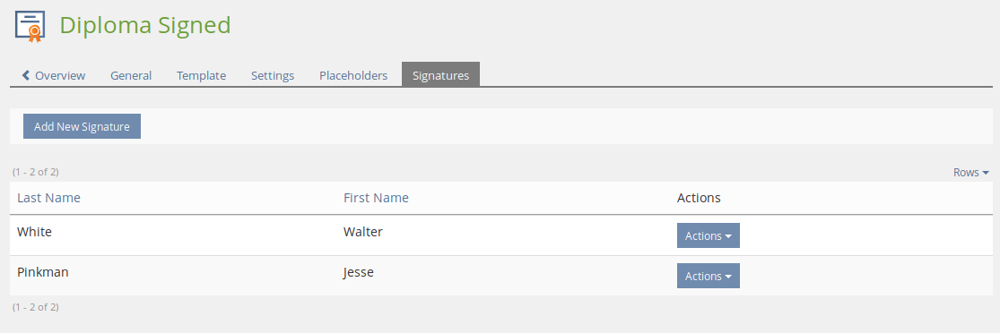 Diploma Signed
Overview General Template Settings Placeholders Signatures
Add New Signature
(1 - 2 of 2) Rows
Last Name First Name Actions
White Walter Actions
Pinkman Jesse Actions
(1 - 2 of 2)